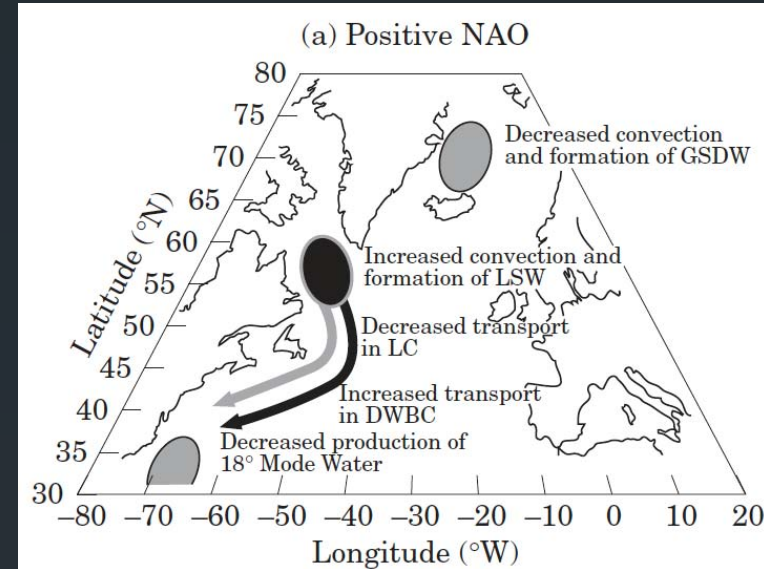 (a) Positive NAO
80
75
70
65
60
55
50
45
40
35
30
Latitude (°N)
Decreased convection
and formation of GSDW
Increased convection and
formation of LSW
Decreased transport
in LC
Increased transport
in DWBC
Decreased production of
18° Mode Water
–80 –70 –60 –50 –40 –30 –20 –10 0 10 20
Longitude (°W)